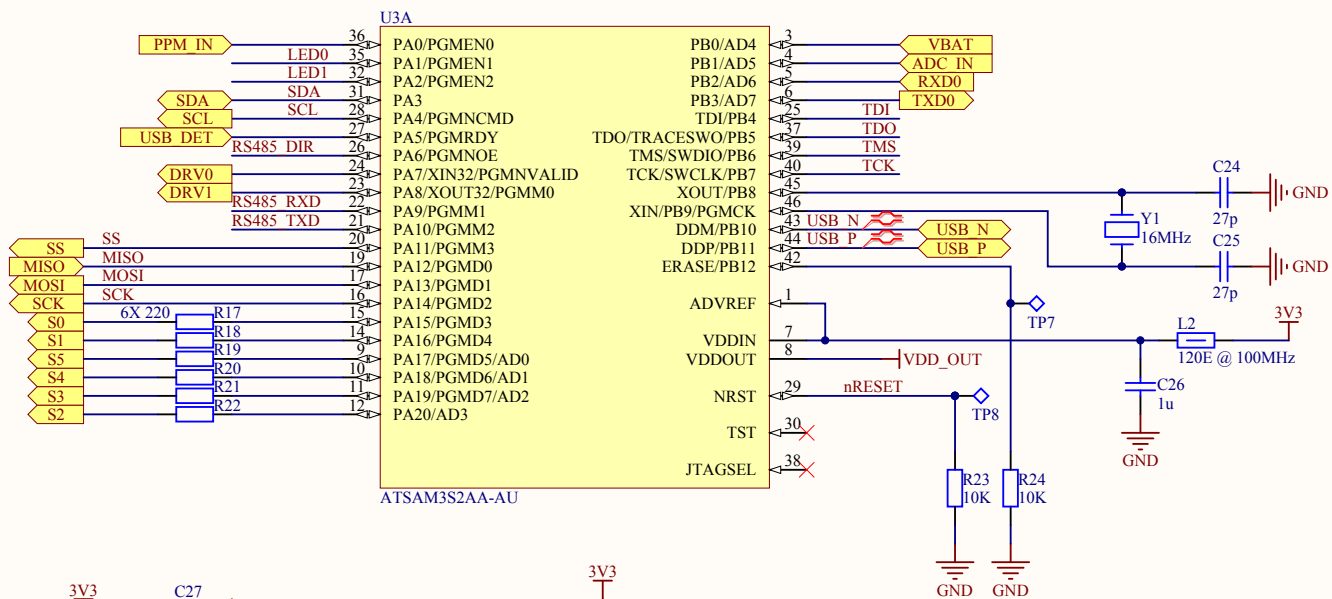 U3A
PPM_IN 36 PA0/PGMEN0 PB0/AD4 3 VBAT
LED0 35 PA1/PGMEN1 PB1/AD5 4 ADC_IN
LED1 32 PA2/PGMEN2 PB2/AD6 5 RXD0
SDA SDA 31 PA3 PB3/AD7 6 TXD0
SCL SCL 28 PA4/PGMNCMD TDI/PB4 25 TDI
USB_DET 27 PA5/PGMRDY TDO/TRACESWO/PB5 37 TDO
RS485_DIR 26 PA6/PGMNOE TMS/SWDIO/PB6 39 TMS
DRV0 24 PA7/XIN32/PGMNVALID TCK/SWCLK/PB7 40 TCK
DRV1 23 PA8/XOUT32/PGMM0 XOUT/PB8 45 C24 27p GND
RS485_RXD 22 PA9/PGMM1 XIN/PB9/PGMCK 46 Y1
RS485_TXD 21 PA10/PGMM2 DDM/PB10 43 USB_N USB_N 16MHz
SS SS 20 PA11/PGMM3 DDP/PB11 44 USB_P USB_P C25
MISO MISO 19 PA12/PGMD0 ERASE/PB12 42 GND
MOSI MOSI 17 PA13/PGMD1 27p
SCK SCK 16 PA14/PGMD2 ADVREF 1
S0 6X 220 R17 15 PA15/PGMD3 TP7 3V3
S1 R18 14 PA16/PGMD4 VDDIN 7 L2
S5 R19 9 PA17/PGMD5/AD0 VDDOUT 8 VDD_OUT 120E @ 100MHz
S4 R20 10 PA18/PGMD6/AD1
S3 R21 11 PA19/PGMD7/AD2 NRST 29 nRESET C26
S2 R22 12 PA20/AD3 TP8 1u
TST 30
GND
JTAGSEL 38
R23 R24
ATSAM3S2AA-AU 10K 10K
3V3 C27 3V3 GND GND